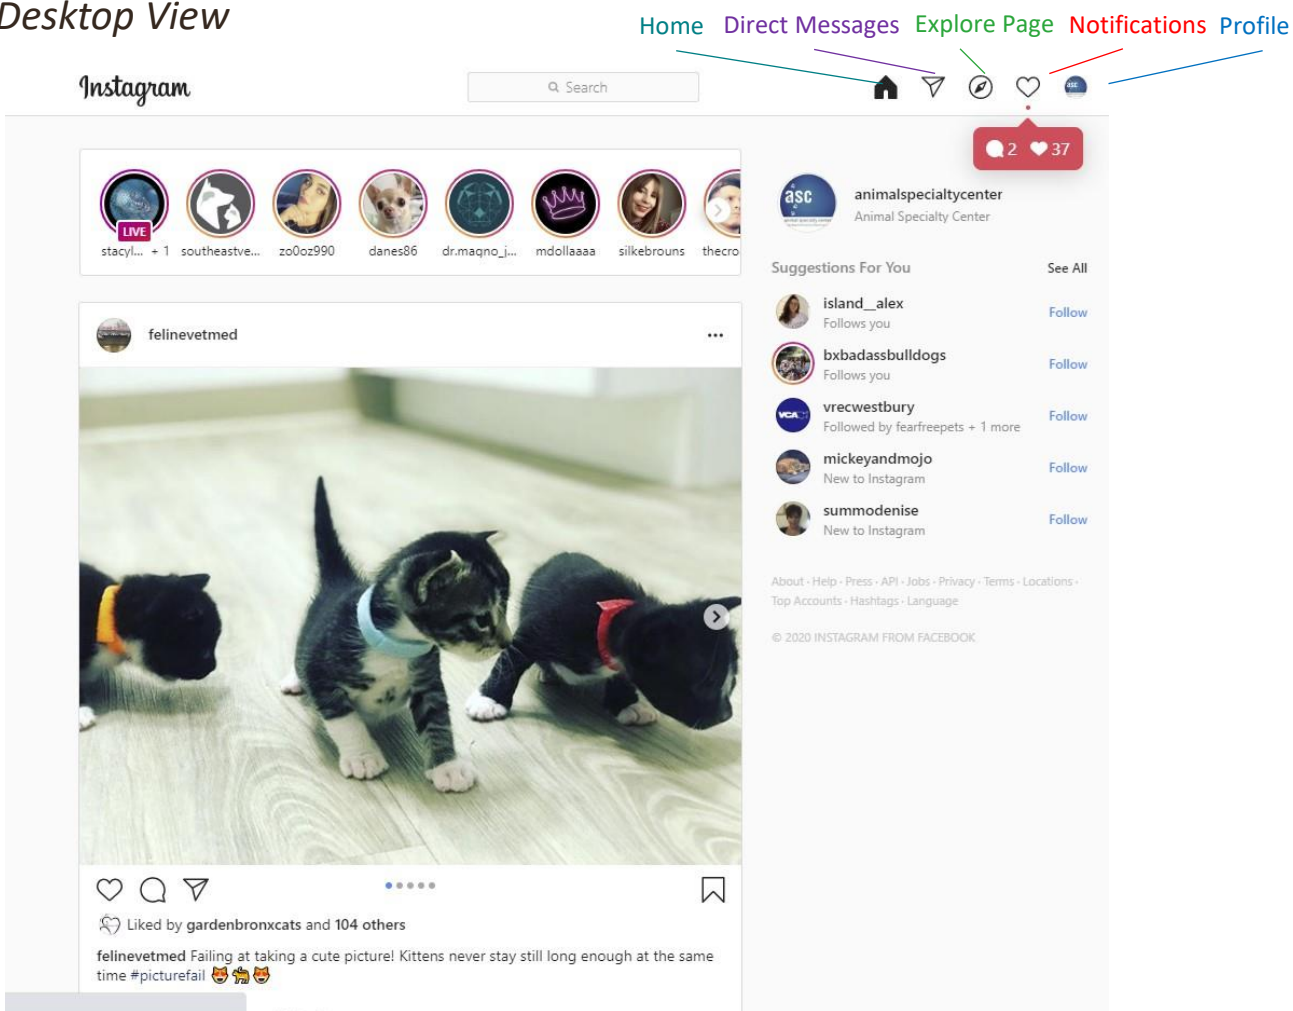 Desktop View
Home Direct Messages Explore Page Notifications Profile
Instagram
Search
asc
2 37
LIVE
stacyl... + 1 southeastve... zo0oz990 danes86 dr.maqno_j... mdollaaaa silkebrouns thecro
asc
animalspecialtycenter
Animal Specialty Center
Suggestions For You See All
island__alex
Follows you
Follow
bxbadassbulldogs
Follows you
Follow
VCA
vrecwestbury
Followed by fearfreepets + 1 more
Follow
mickeyandmojo
New to Instagram
Follow
summodenise
New to Instagram
Follow
About · Help · Press · API · Jobs · Privacy · Terms · Locations ·
Top Accounts · Hashtags · Language
© 2020 INSTAGRAM FROM FACEBOOK
felinevetmed
Liked by gardenbronxcats and 104 others
felinevetmed Failing at taking a cute picture! Kittens never stay still long enough at the same
time #picturefail 😻🐈😻